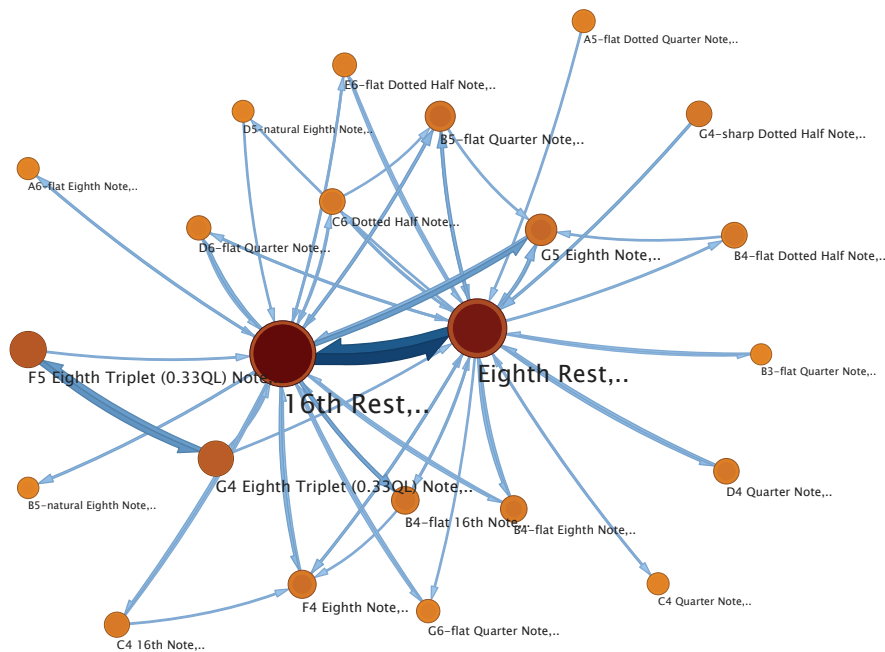 A5-flat Dotted Quarter Note,..
E6-flat Dotted Half Note,..
D5-natural Eighth Note,..
B5-flat Quarter Note,..
G4-sharp Dotted Half Note,..
A6-flat Eighth Note,..
C6 Dotted Half Note,..
D6-flat Quarter Note,..
G5 Eighth Note,..
B4-flat Dotted Half Note,..
F5 Eighth Triplet (0.33QL) Note,..
16th Rest,..
Eighth Rest,..
B3-flat Quarter Note,..
G4 Eighth Triplet (0.33QL) Note,..
D4 Quarter Note,..
B5-natural Eighth Note,..
B4-flat 16th Note,..
B4-flat Eighth Note,..
F4 Eighth Note,..
C4 Quarter Note,..
G6-flat Quarter Note,..
C4 16th Note,..